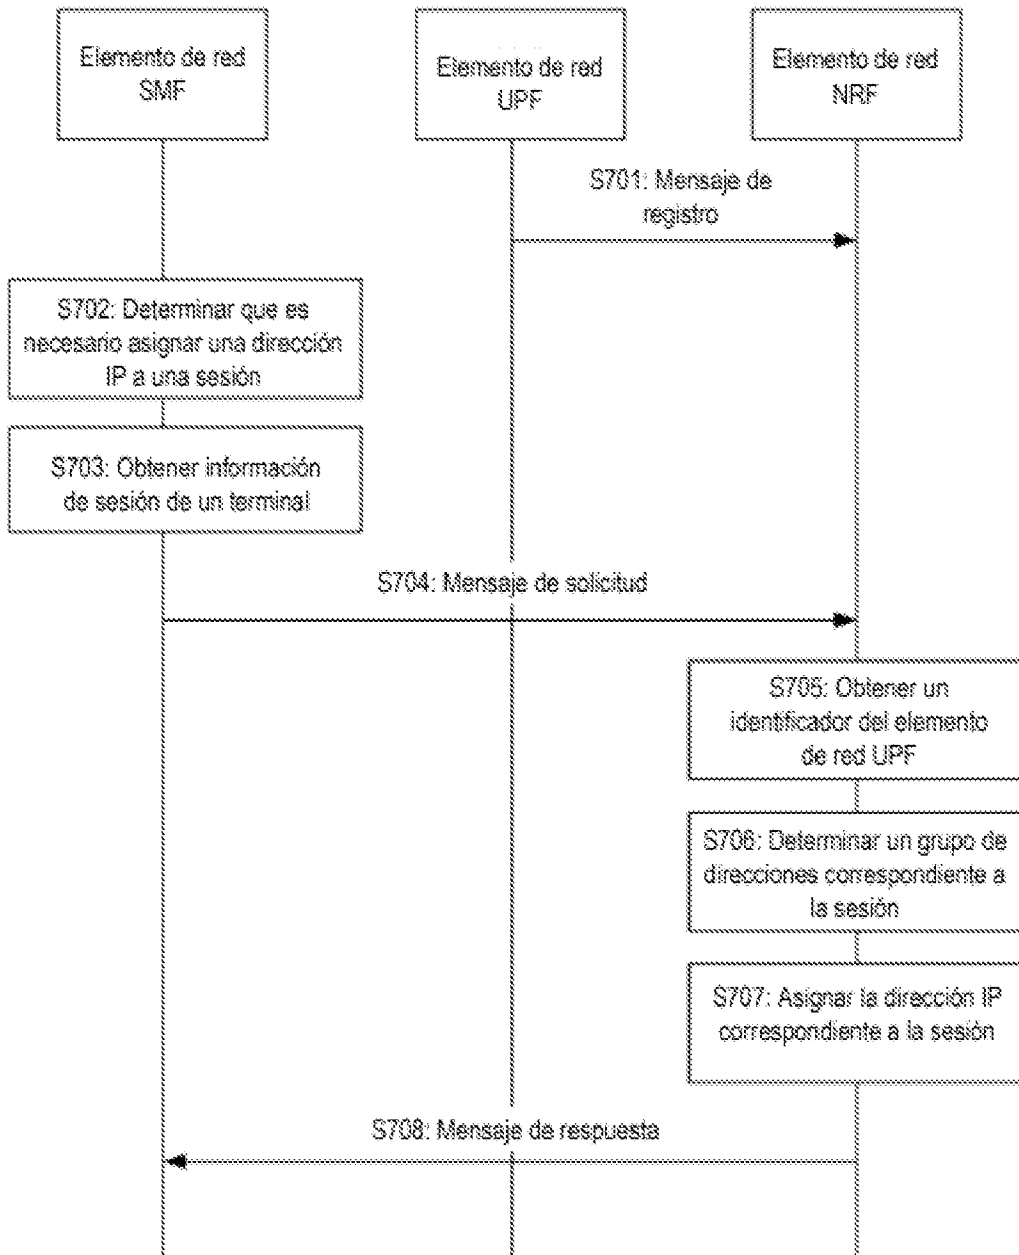 Elemento de red
SMF
Elemento de red
UPF
Elemento de red
NRF
S701: Mensaje de
registro
S702: Determinar que es
necesario asignar una dirección
IP a una sesión
S703: Obtener información
de sesión de un terminal
S704: Mensaje de solicitud
S705: Obtener un
identificador del elemento
de red UPF
S706: Determinar un grupo de
direcciones correspondiente a
la sesión
S707: Asignar la dirección IP
correspondiente a la sesión
S708: Mensaje de respuesta